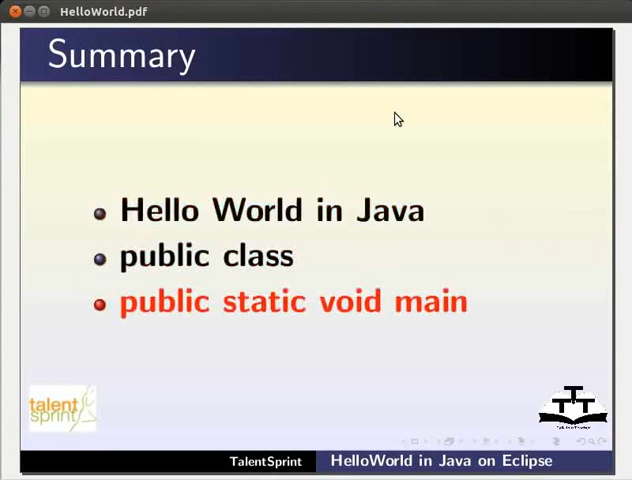 HelloWorld.pdf
Summary
Hello World in Java
public class
public static void main
talent
sprint
TTT
TalentSprint
HelloWorld in Java on Eclipse